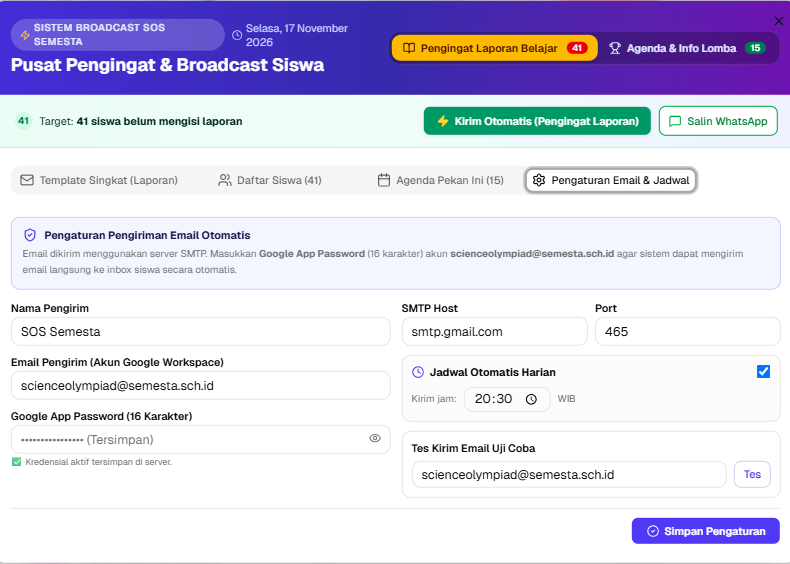 SISTEM BROADCAST SOS SEMESTA
Selasa, 17 November 2026
Pusat Pengingat & Broadcast Siswa
Pengingat Laporan Belajar 41
Agenda & Info Lomba 15
41 Target: 41 siswa belum mengisi laporan
Kirim Otomatis (Pengingat Laporan)
Salin WhatsApp
Template Singkat (Laporan)
Daftar Siswa (41)
Agenda Pekan Ini (15)
Pengaturan Email & Jadwal
Pengaturan Pengiriman Email Otomatis
Email dikirim menggunakan server SMTP. Masukkan Google App Password (16 karakter) akun scienceolympiad@semesta.sch.id agar sistem dapat mengirim
email langsung ke inbox siswa secara otomatis.
Nama Pengirim
SOS Semesta
SMTP Host
smtp.gmail.com
Port
465
Email Pengirim (Akun Google Workspace)
scienceolympiad@semesta.sch.id
Google App Password (16 Karakter)
•••••••••••••••• (Tersimpan)
Kredensial aktif tersimpan di server.
Jadwal Otomatis Harian
Kirim jam: 20:30 WIB
Tes Kirim Email Uji Coba
scienceolympiad@semesta.sch.id
Tes
Simpan Pengaturan